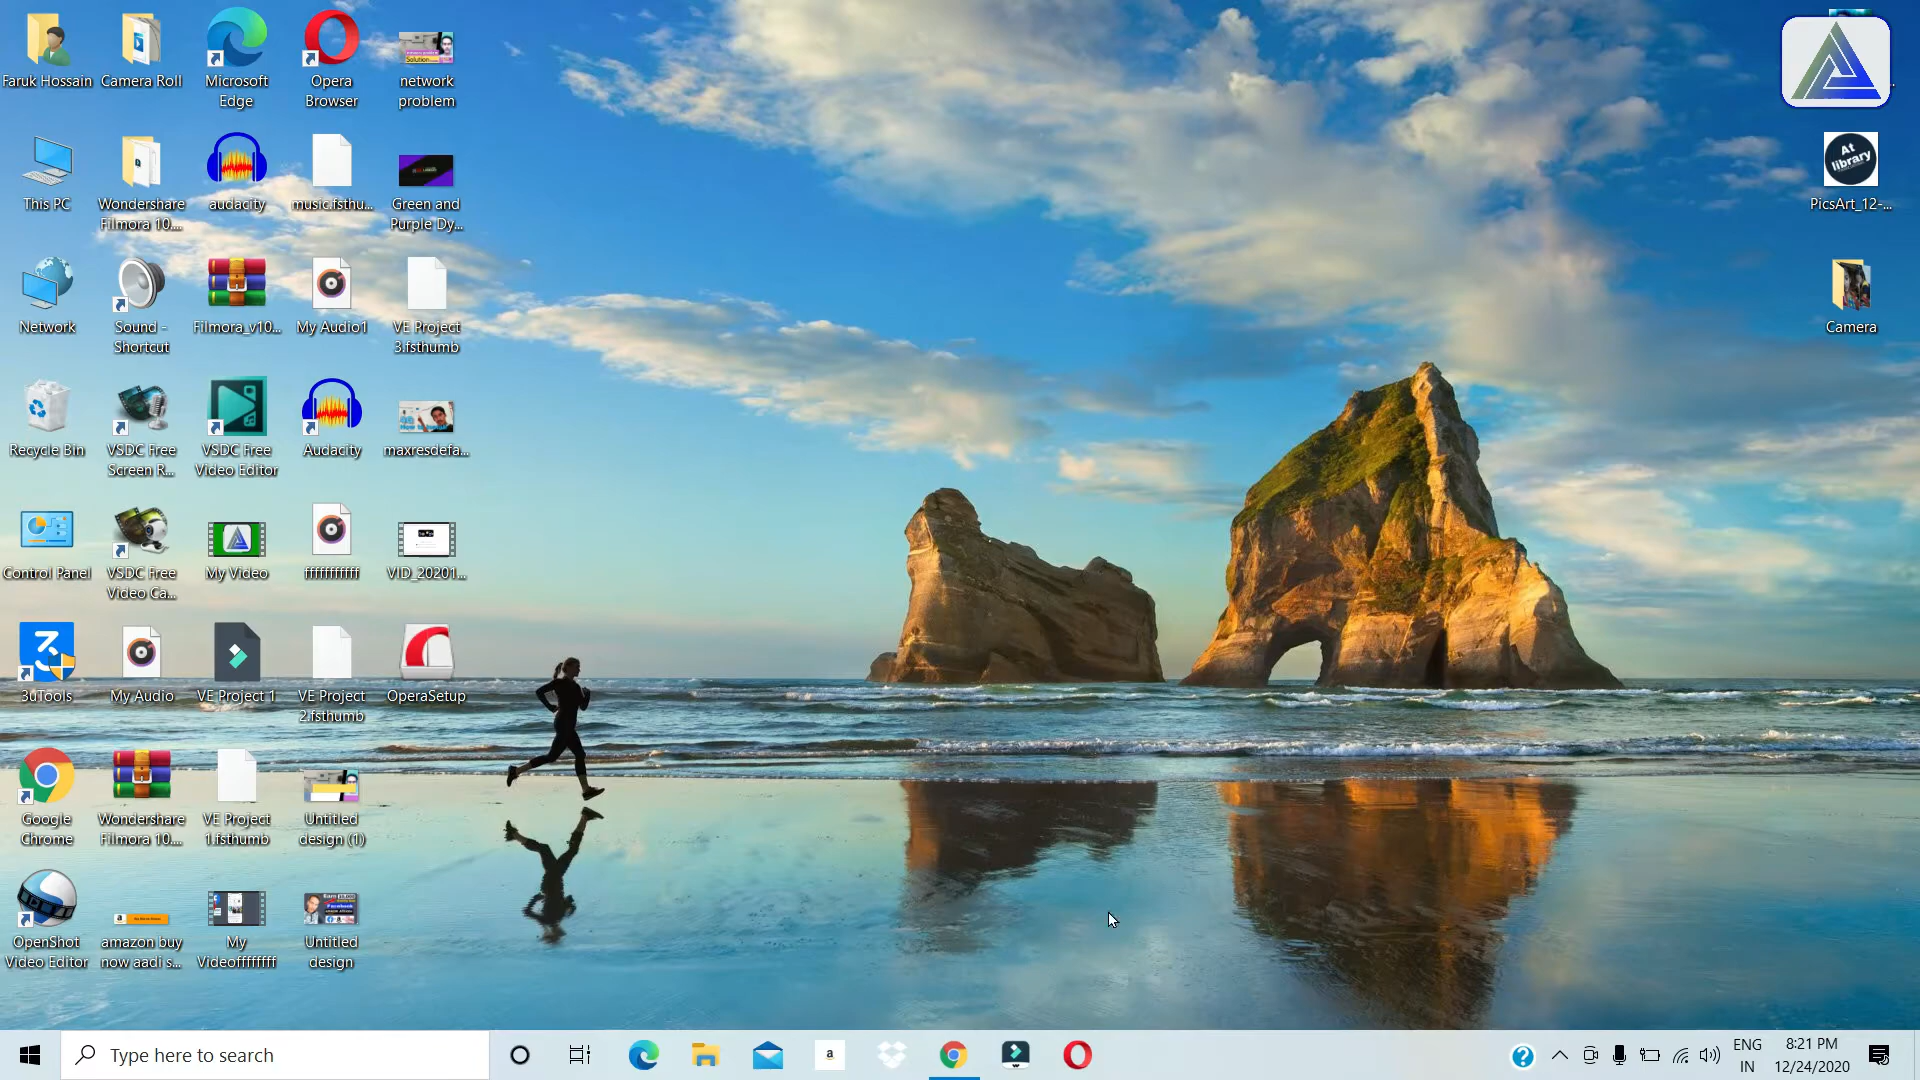 Faruk Hossain
Camera Roll
Microsoft
Edge
Opera
Browser
network
problem
This PC
Wondershare
Filmora 10....
audacity
music.fsthu...
Green and
Purple Dy...
Network
Sound -
Shortcut
Filmora_v10...
My Audio1
VE Project
3.fsthumb
Recycle Bin
VSDC Free
Screen R...
VSDC Free
Video Editor
Audacity
maxresdefa...
Control Panel
VSDC Free
Video Ca...
My Video
fffffffffff
VID_20201...
3uTools
My Audio
VE Project 1
VE Project
2.fsthumb
OperaSetup
Google
Chrome
Wondershare
Filmora 10....
VE Project
1.fsthumb
Untitled
design (1)
OpenShot
Video Editor
amazon buy
now aadi s...
My
Videoffffffff
Untitled
design
At
library
PicsArt_12-...
Camera
Type here to search
a
ENG
IN
8:21 PM
12/24/2020